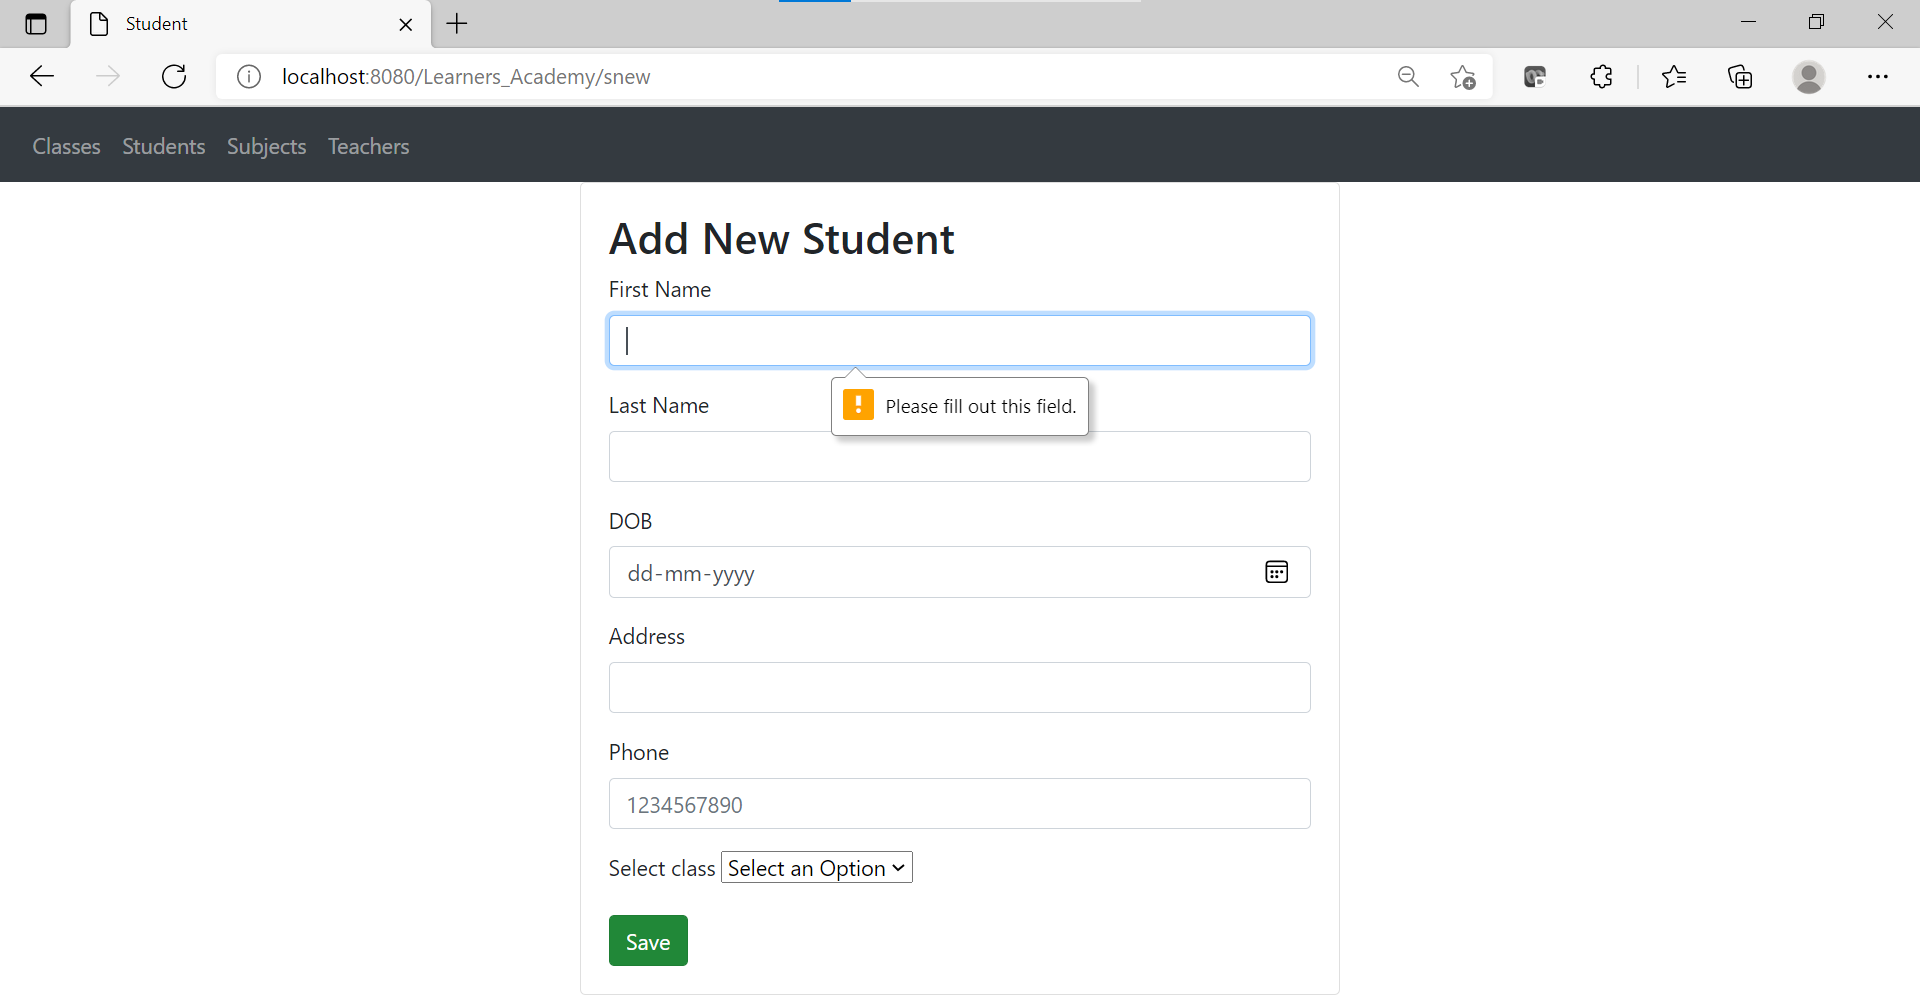 Student
localhost:8080/Learners_Academy/snew
Classes Students Subjects Teachers
Add New Student
First Name
Please fill out this field.
Last Name
DOB
dd-mm-yyyy
Address
Phone
1234567890
Select class Select an Option
Save